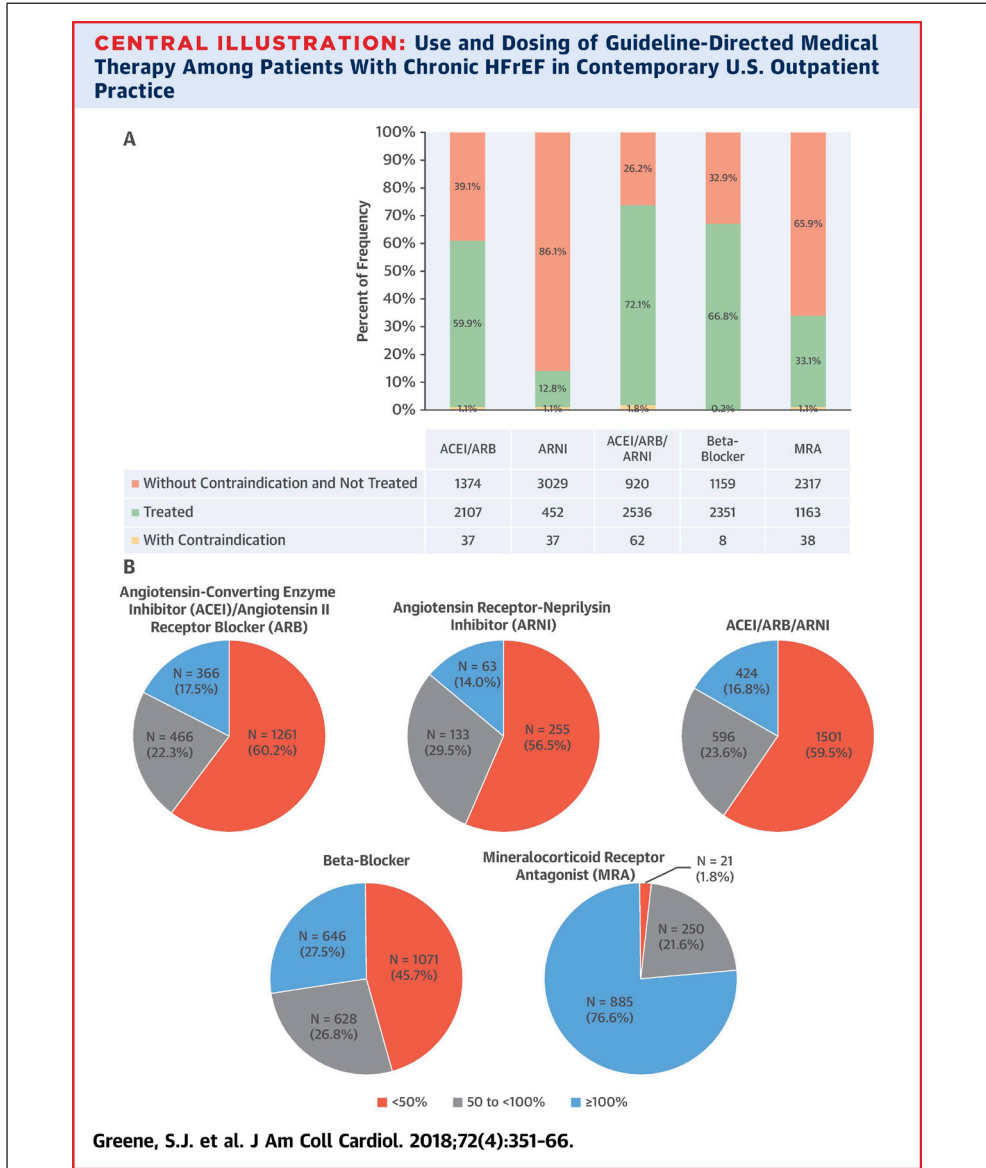 CENTRAL ILLUSTRATION: Use and Dosing of Guideline-Directed Medical
Therapy Among Patients With Chronic HFrEF in Contemporary U.S. Outpatient
Practice
A
Percent of Frequency
100%
90%
80%
70%
60%
50%
40%
30%
20%
10%
0%
39.1%
59.9%
1.1%
86.1%
12.8%
1.1%
26.2%
72.1%
1.8%
32.9%
66.8%
0.2%
65.9%
33.1%
1.1%
ACEI/ARB ARNI ACEI/ARB/ARNI Beta-Blocker MRA
Without Contraindication and Not Treated 1374 3029 920 1159 2317
Treated 2107 452 2536 2351 1163
With Contraindication 37 37 62 8 38
B
Angiotensin-Converting Enzyme
Inhibitor (ACEI)/Angiotensin II
Receptor Blocker (ARB)
N = 366
(17.5%)
N = 466
(22.3%)
N = 1261
(60.2%)
Angiotensin Receptor-Neprilysin
Inhibitor (ARNI)
N = 63
(14.0%)
N = 133
(29.5%)
N = 255
(56.5%)
ACEI/ARB/ARNI
424
(16.8%)
596
(23.6%)
1501
(59.5%)
Beta-Blocker
N = 646
(27.5%)
N = 1071
(45.7%)
N = 628
(26.8%)
Mineralocorticoid Receptor
Antagonist (MRA)
N = 21
(1.8%)
N = 250
(21.6%)
N = 885
(76.6%)
<50% 50 to <100% ≥100%
Greene, S.J. et al. J Am Coll Cardiol. 2018;72(4):351–66.